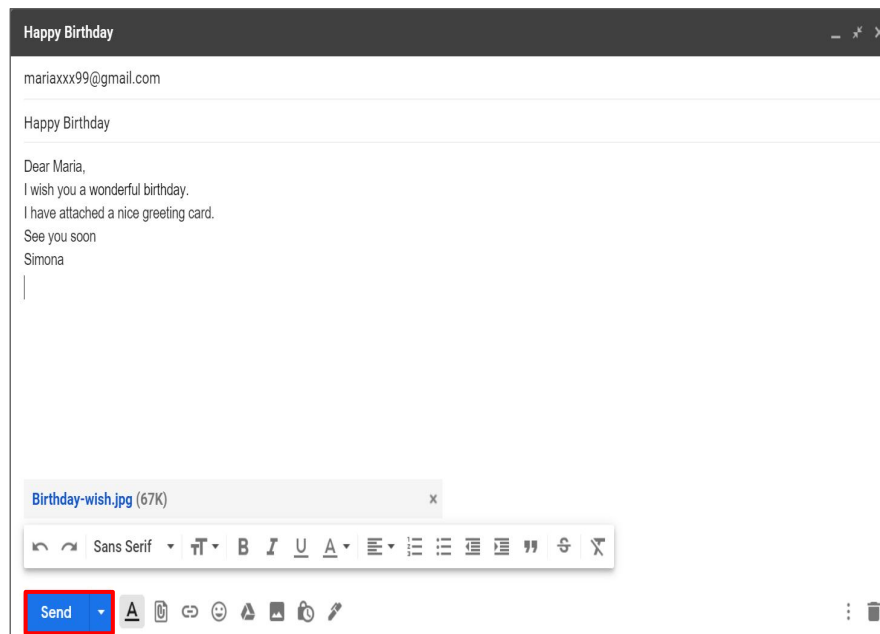 Happy Birthday
mariaxxx99@gmail.com
Happy Birthday
Dear Maria,
I wish you a wonderful birthday.
I have attached a nice greeting card.
See you soon
Simona
Birthday-wish.jpg (67K)
Sans Serif
Send